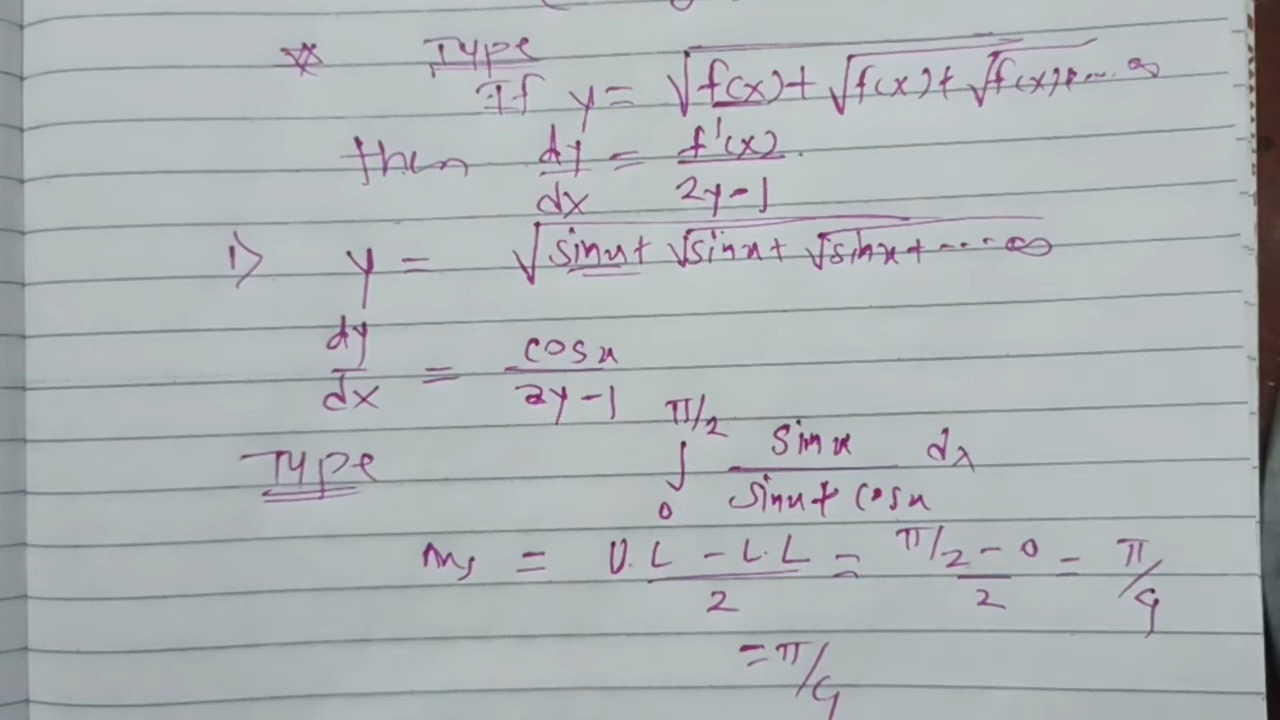 ☆ Type
If y = √f(x) + √f(x) + √f(x) + ... ∞
then dy/dx = f'(x)/2y-1
1) y = √sinx + √sinx + √sinx + ..... ∞
dy/dx = cosx/2y-1
Type ∫₀^π/2 sinx/sinx + cosx dx
Ans = U.L - L.L/2 = π/2 - 0/2 = π/4
= π/4